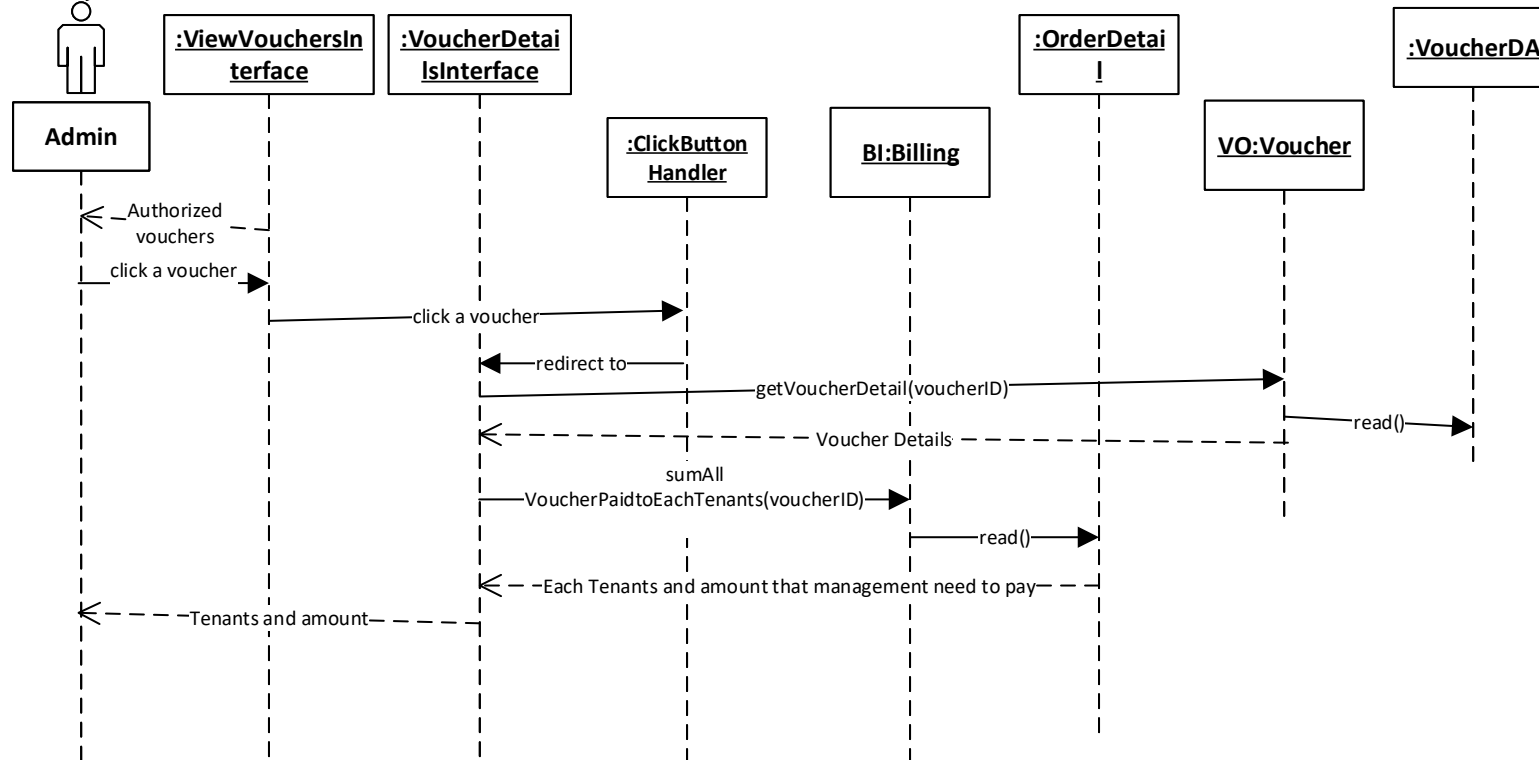 :ViewVouchersIn
terface
:VoucherDetai
lsInterface
:OrderDetai
l
:VoucherDA
Admin
:ClickButton
Handler
BI:Billing
VO:Voucher
Authorized
vouchers
click a voucher
click a voucher
redirect to
getVoucherDetail(voucherID)
read()
Voucher Details
sumAll
VoucherPaidtoEachTenants(voucherID)
read()
Each Tenants and amount that management need to pay
Tenants and amount